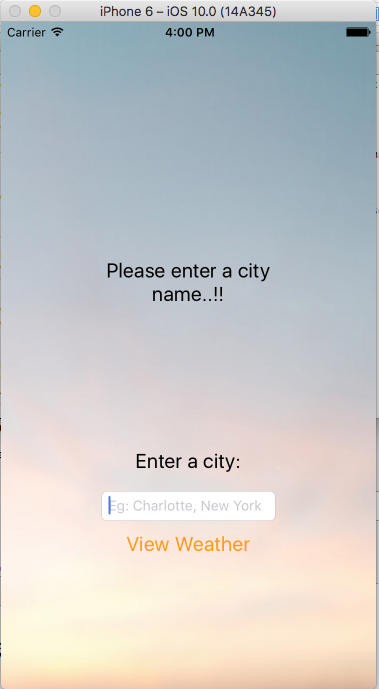 iPhone 6 – iOS 10.0 (14A345)
Carrier 4:00 PM
Please enter a city
name..!!
Enter a city:
Eg: Charlotte, New York
View Weather